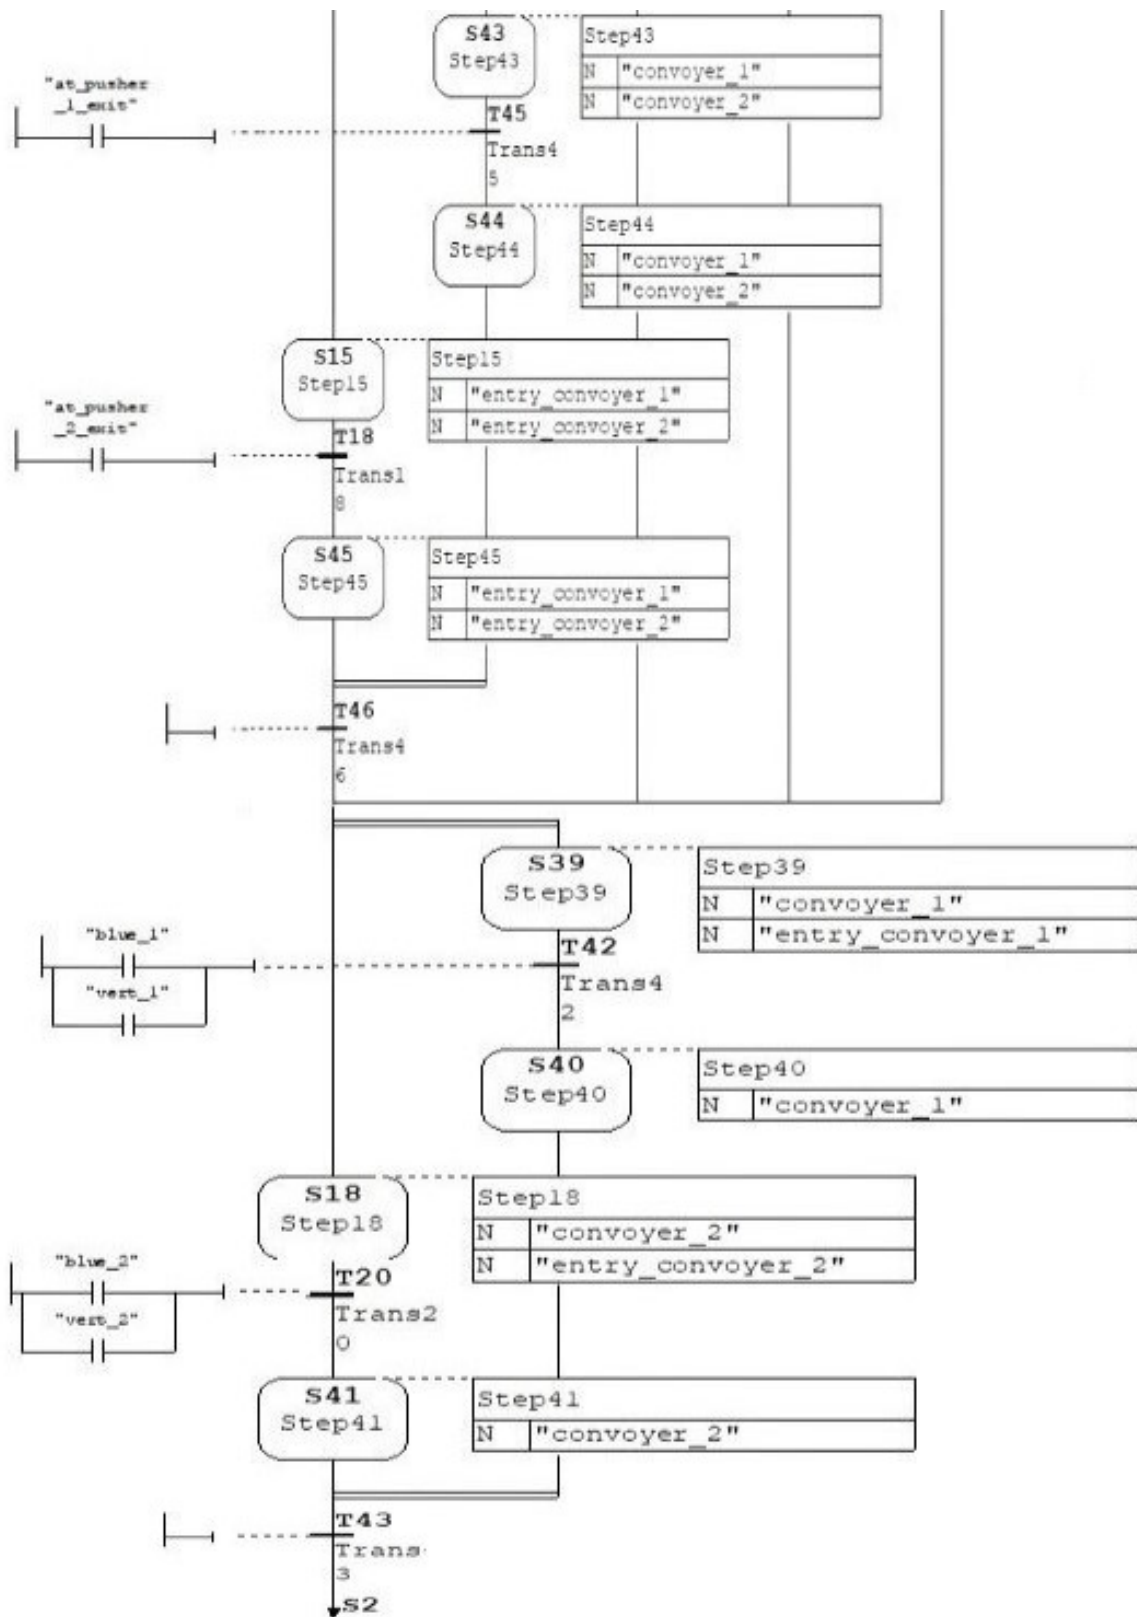 S43
Step43
Step43
N "convoyer_1"
N "convoyer_2"
"at_pusher
_1_exit"
T45
Trans4
5
S44
Step44
Step44
N "convoyer_1"
N "convoyer_2"
S15
Step15
Step15
N "entry_convoyer_1"
N "entry_convoyer_2"
"at_pusher
_2_exit"
T18
Trans1
8
S45
Step45
Step45
N "entry_convoyer_1"
N "entry_convoyer_2"
T46
Trans4
6
S39
Step39
Step39
N "convoyer_1"
N "entry_convoyer_1"
"blue_1"
"vert_1"
T42
Trans4
2
S40
Step40
Step40
N "convoyer_1"
S18
Step18
Step18
N "convoyer_2"
N "entry_convoyer_2"
"blue_2"
"vert_2"
T20
Trans2
0
S41
Step41
Step41
N "convoyer_2"
T43
Trans
3
S2